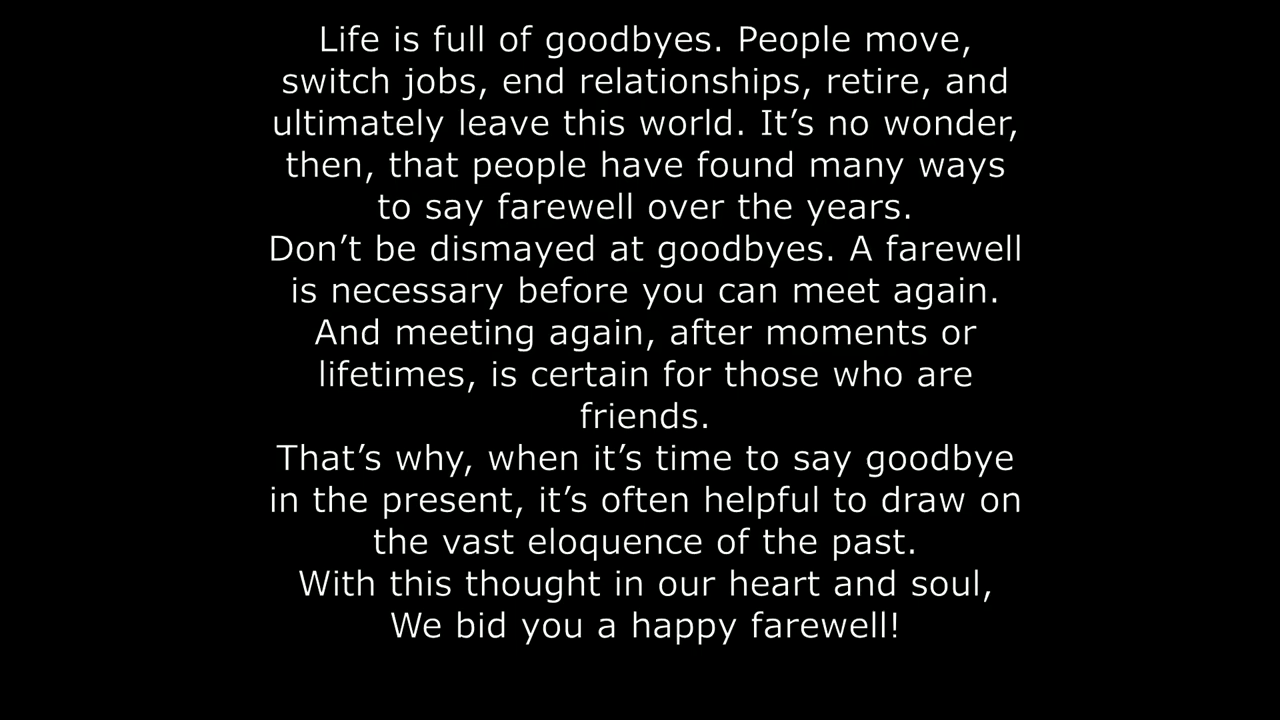 Life is full of goodbyes. People move,
switch jobs, end relationships, retire, and
ultimately leave this world. It’s no wonder,
then, that people have found many ways
to say farewell over the years.
Don’t be dismayed at goodbyes. A farewell
is necessary before you can meet again.
And meeting again, after moments or
lifetimes, is certain for those who are
friends.
That’s why, when it’s time to say goodbye
in the present, it’s often helpful to draw on
the vast eloquence of the past.
With this thought in our heart and soul,
We bid you a happy farewell!